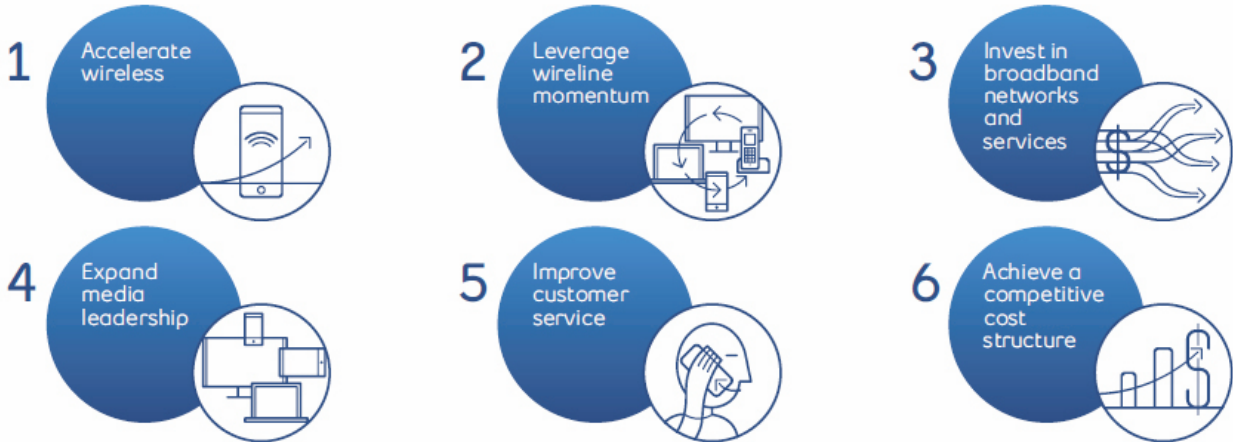 1
Accelerate
wireless
2
Leverage
wireline
momentum
3
Invest in
broadband
networks
and
services
$
4
Expand
media
leadership
5
Improve
customer
service
6
Achieve a
competitive
cost
structure
$